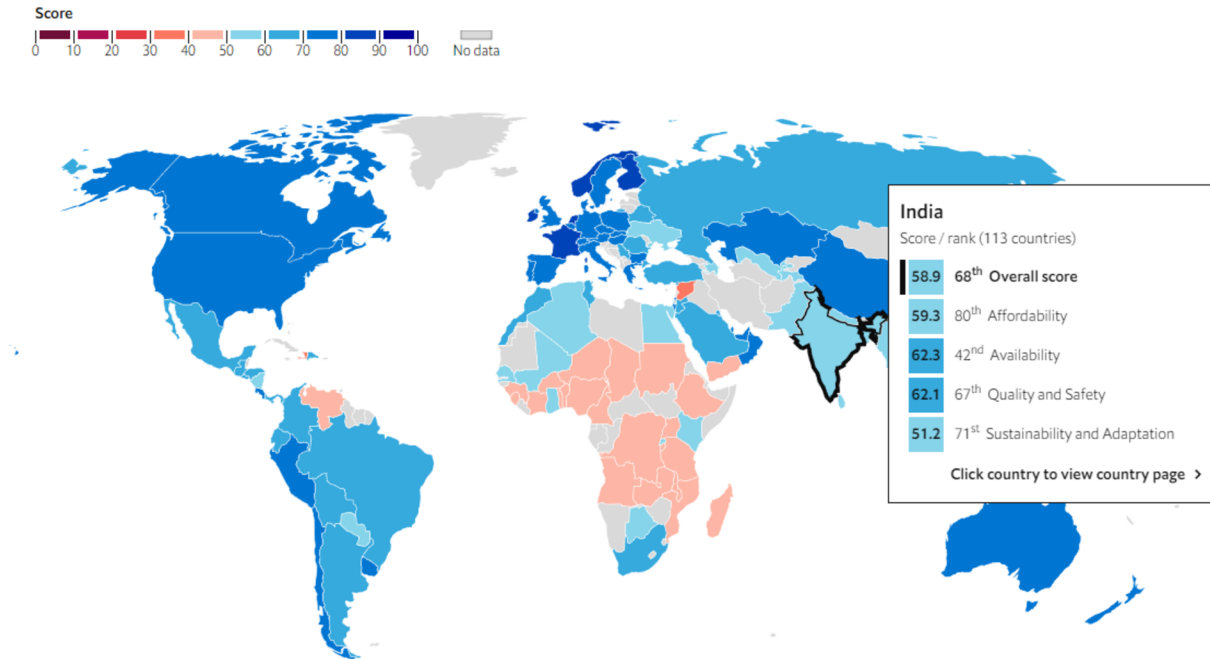 Score
0 10 20 30 40 50 60 70 80 90 100 No data
India
Score / rank (113 countries)
58.9 68th Overall score
59.3 80th Affordability
62.3 42nd Availability
62.1 67th Quality and Safety
51.2 71st Sustainability and Adaptation
Click country to view country page >